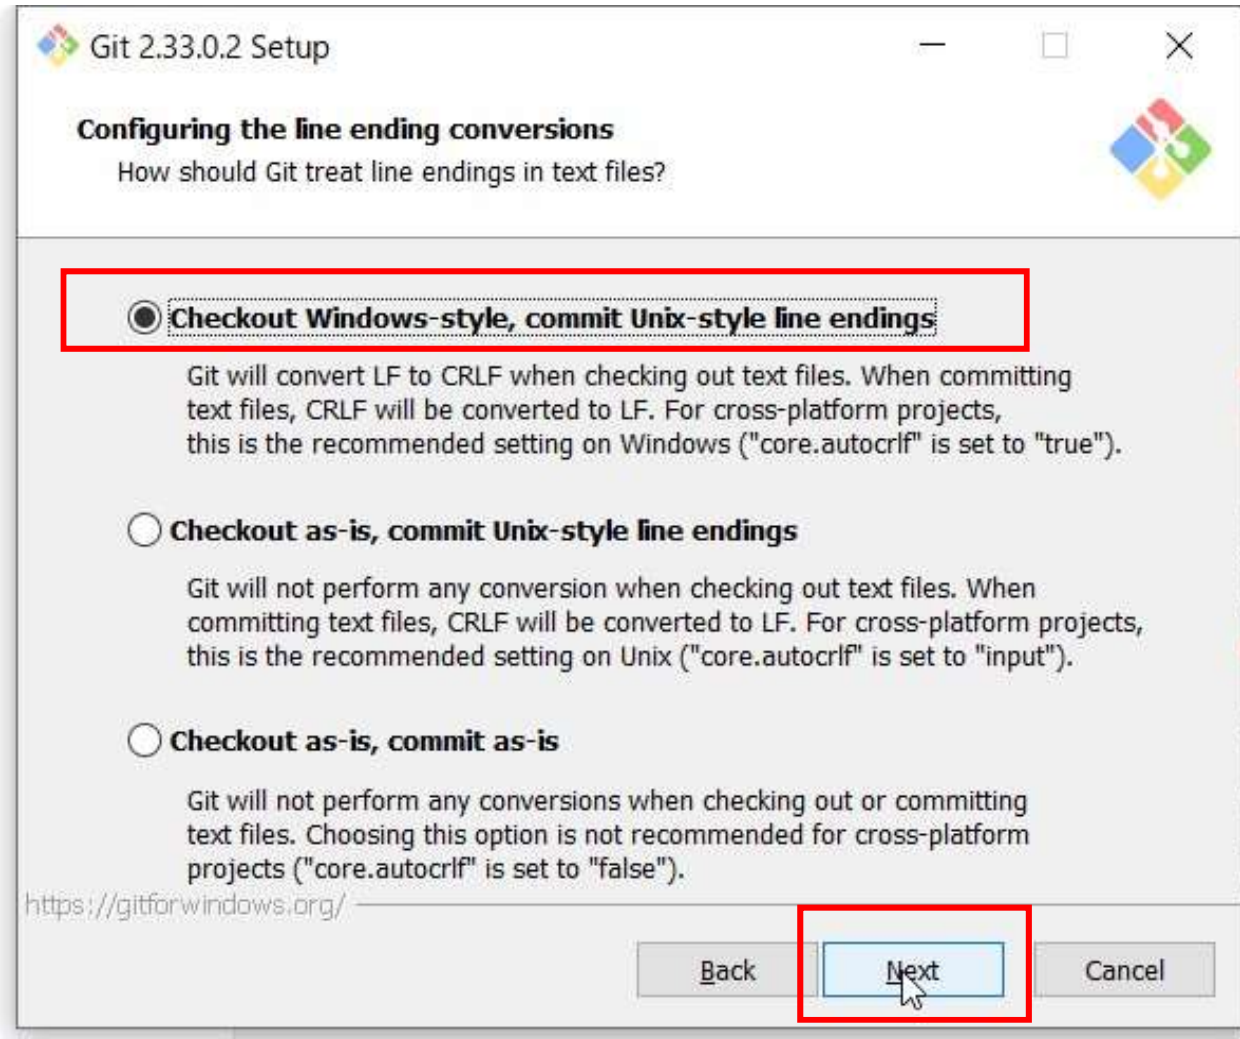 Git 2.33.0.2 Setup
Configuring the line ending conversions
How should Git treat line endings in text files?
Checkout Windows-style, commit Unix-style line endings
Git will convert LF to CRLF when checking out text files. When committing
text files, CRLF will be converted to LF. For cross-platform projects,
this is the recommended setting on Windows ("core.autocrlf" is set to "true").
Checkout as-is, commit Unix-style line endings
Git will not perform any conversion when checking out text files. When
committing text files, CRLF will be converted to LF. For cross-platform projects,
this is the recommended setting on Unix ("core.autocrlf" is set to "input").
Checkout as-is, commit as-is
Git will not perform any conversions when checking out or committing
text files. Choosing this option is not recommended for cross-platform
projects ("core.autocrlf" is set to "false").
https://gitforwindows.org/
Back Next Cancel